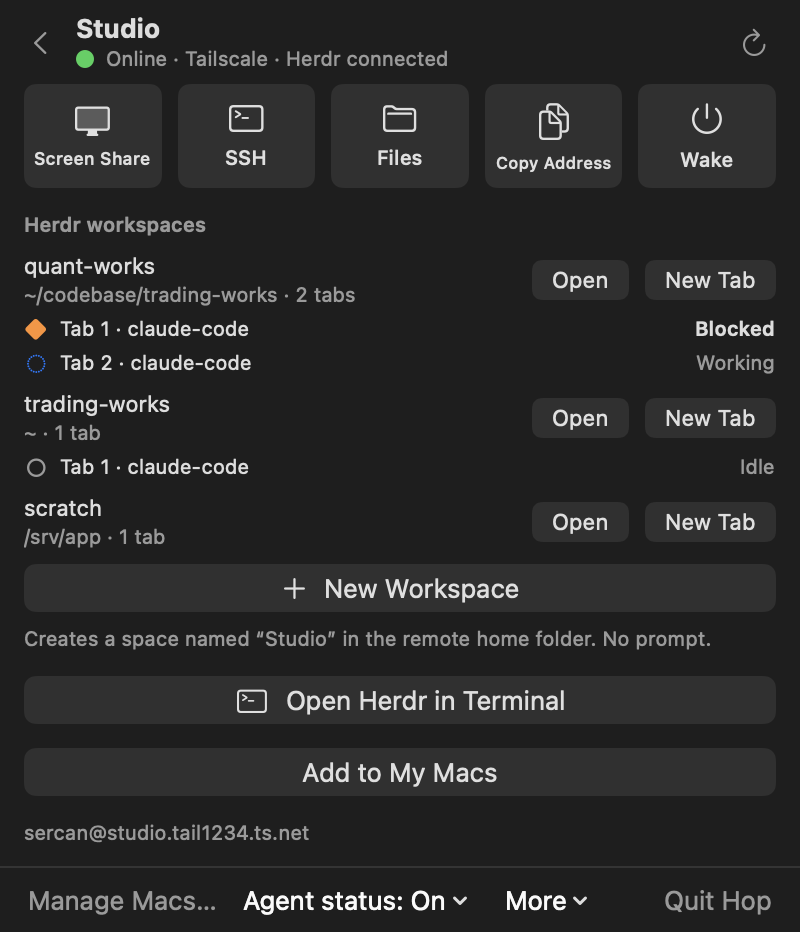 Studio
Online · Tailscale · Herdr connected
Screen Share
SSH
Files
Copy Address
Wake
Herdr workspaces
quant-works
Open
New Tab
~/codebase/trading-works · 2 tabs
Tab 1 · claude-code
Blocked
Tab 2 · claude-code
Working
trading-works
Open
New Tab
~ · 1 tab
Tab 1 · claude-code
Idle
scratch
Open
New Tab
/srv/app · 1 tab
+ New Workspace
Creates a space named “Studio” in the remote home folder. No prompt.
Open Herdr in Terminal
Add to My Macs
sercan@studio.tail1234.ts.net
Manage Macs... Agent status: On More Quit Hop